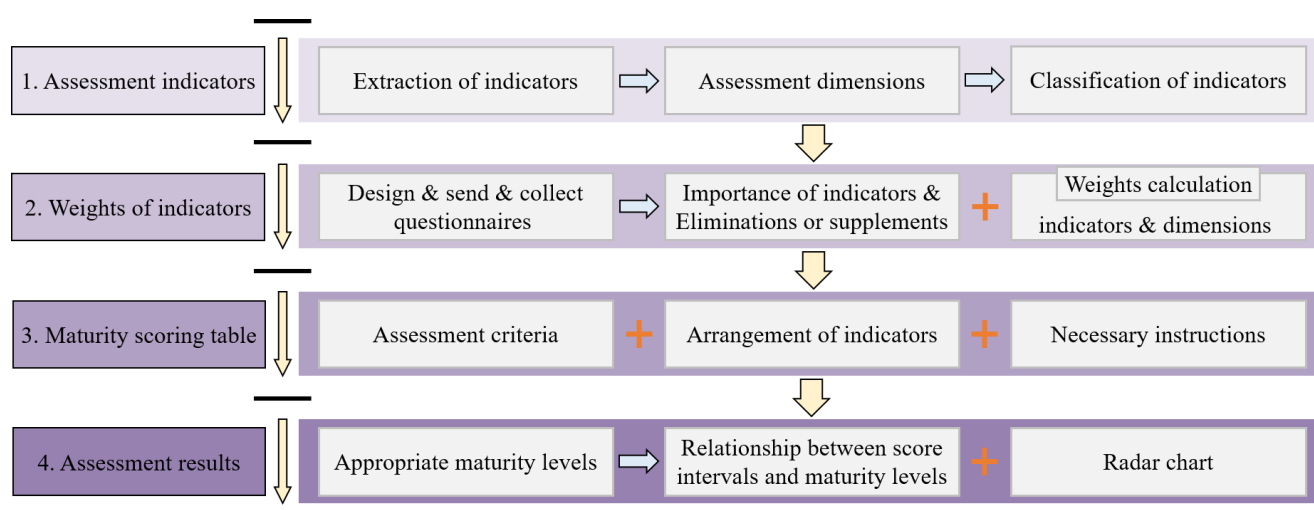 1. Assessment indicators
Extraction of indicators
Assessment dimensions
Classification of indicators
2. Weights of indicators
Design & send & collect
questionnaires
Importance of indicators &
Eliminations or supplements
Weights calculation
indicators & dimensions
3. Maturity scoring table
Assessment criteria
Arrangement of indicators
Necessary instructions
4. Assessment results
Appropriate maturity levels
Relationship between score
intervals and maturity levels
Radar chart